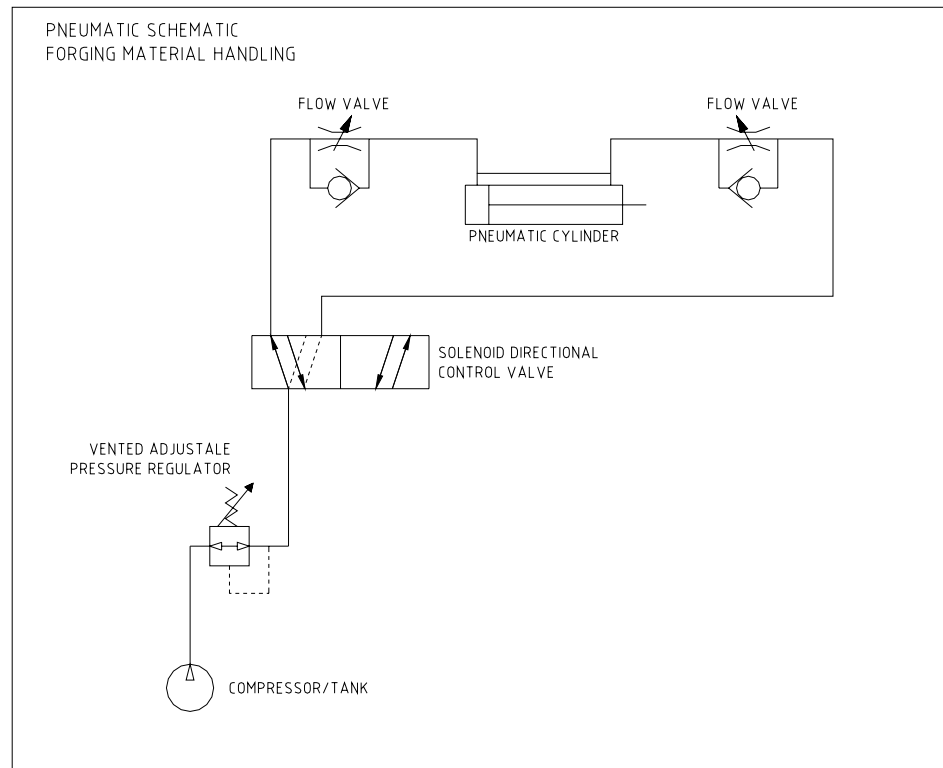 PNEUMATIC SCHEMATIC
FORGING MATERIAL HANDLING
FLOW VALVE
FLOW VALVE
PNEUMATIC CYLINDER
SOLENOID DIRECTIONAL
CONTROL VALVE
VENTED ADJUSTALE
PRESSURE REGULATOR
COMPRESSOR/TANK